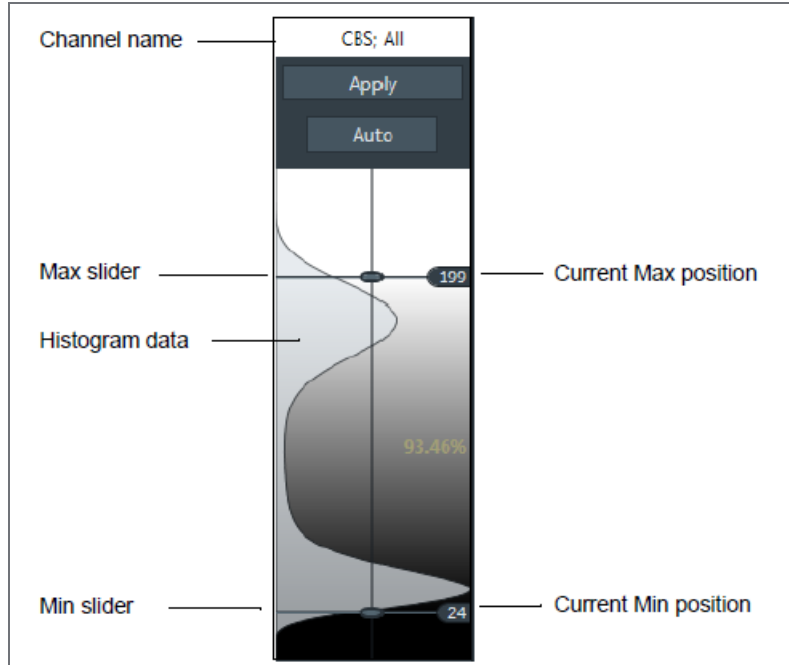 Channel name
CBS; All
Apply
Auto
Max slider
199
Current Max position
Histogram data
93.46%
Min slider
24
Current Min position